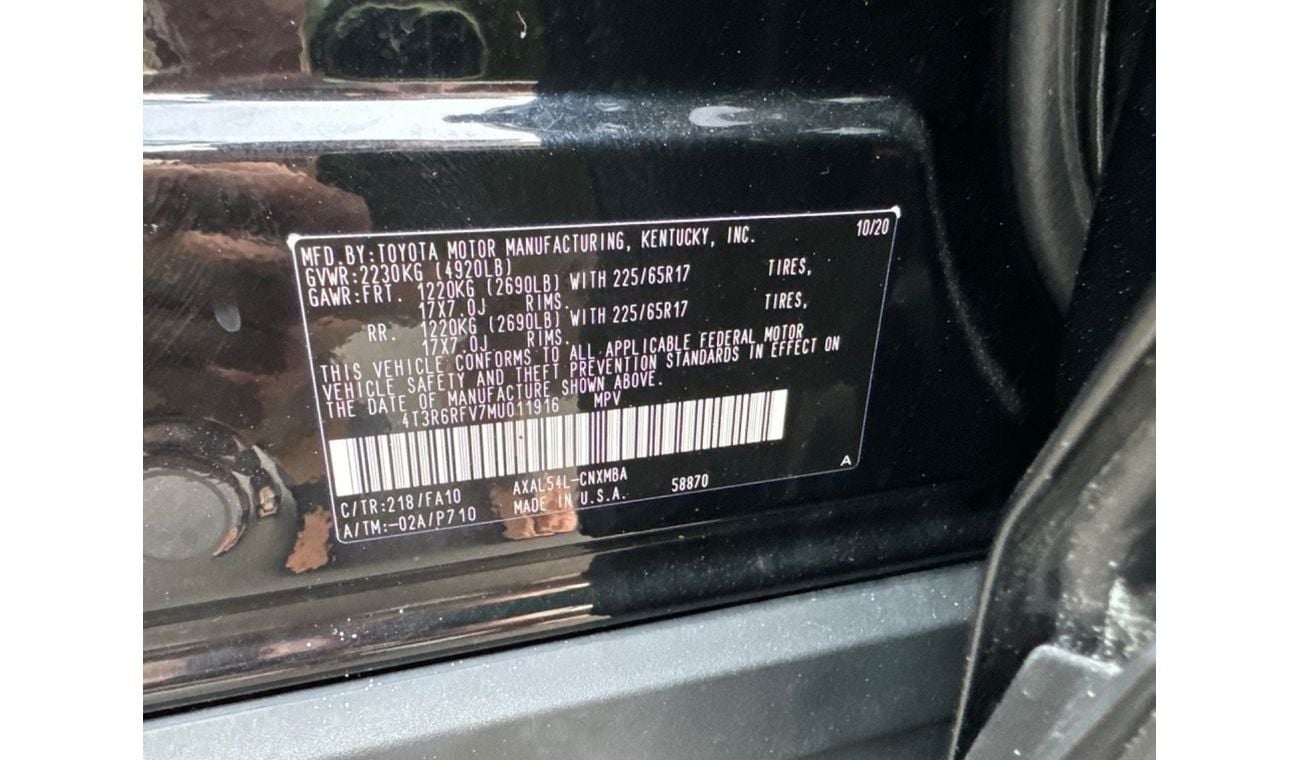 MFD.BY:TOYOTA MOTOR MANUFACTURING, KENTUCKY, INC. 10/20
GVWR:2230KG (4920LB)
GAWR:FRT. 1220KG (2690LB) WITH 225/65R17 TIRES,
17X7.0J RIMS.
RR. 1220KG (2690LB) WITH 225/65R17 TIRES,
17X7.0J RIMS.
THIS VEHICLE CONFORMS TO ALL APPLICABLE FEDERAL MOTOR
VEHICLE SAFETY AND THEFT PREVENTION STANDARDS IN EFFECT ON
THE DATE OF MANUFACTURE SHOWN ABOVE.
4T3R6RFV7MU011916 MPV
A
C/TR:218/FA10 AXAL54L-CNXMBA 58870
A/TM:-02A/P710 MADE IN U.S.A.